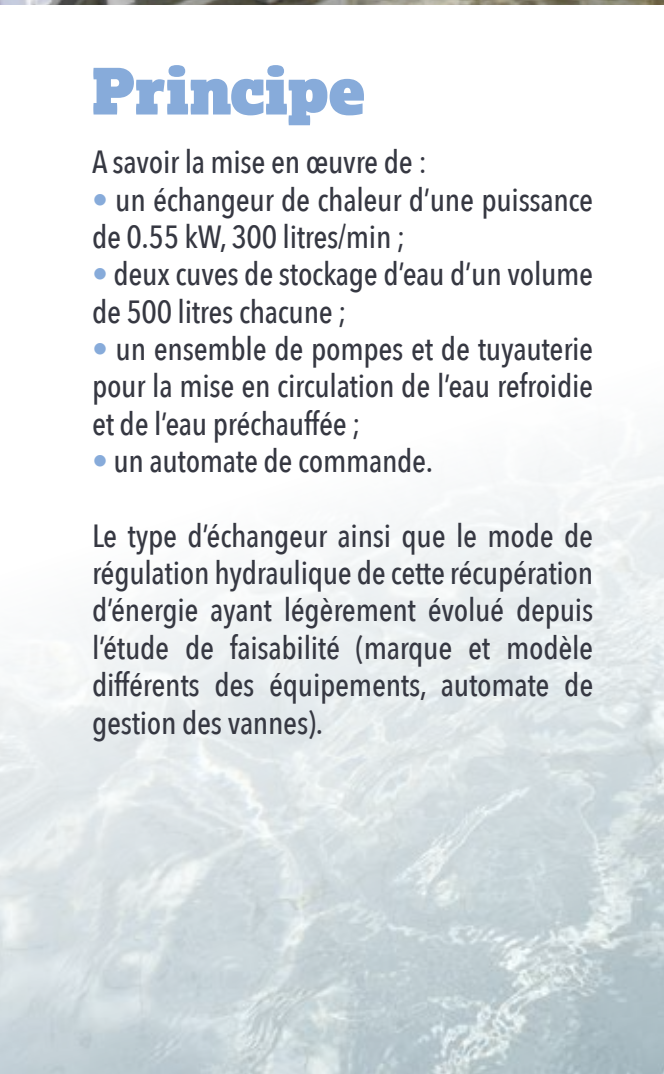 Principe
A savoir la mise en œuvre de :
• un échangeur de chaleur d’une puissance
de 0.55 kW, 300 litres/min ;
• deux cuves de stockage d’eau d’un volume
de 500 litres chacune ;
• un ensemble de pompes et de tuyauterie
pour la mise en circulation de l’eau refroidie
et de l’eau préchauffée ;
• un automate de commande.
Le type d’échangeur ainsi que le mode de
régulation hydraulique de cette récupération
d’énergie ayant légèrement évolué depuis
l’étude de faisabilité (marque et modèle
différents des équipements, automate de
gestion des vannes).